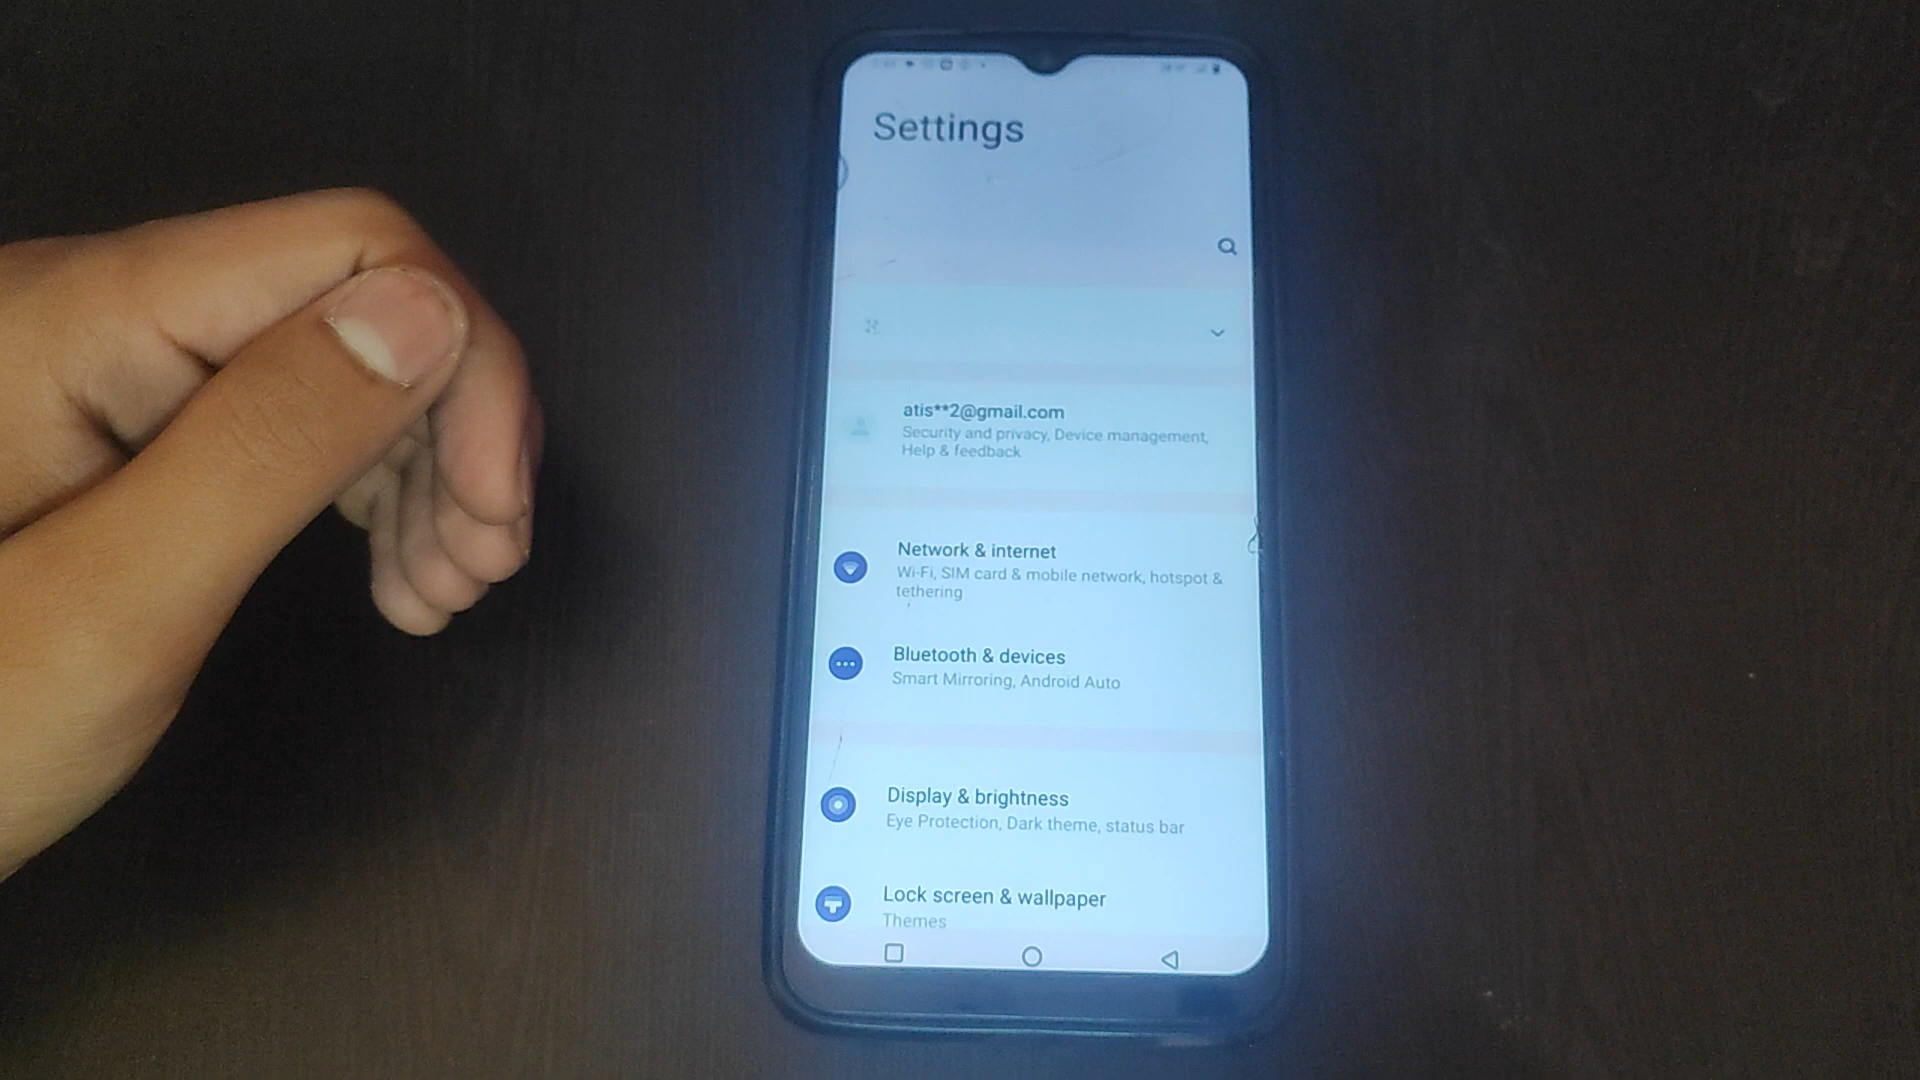 Settings
atis**2@gmail.com
Security and privacy, Device management,
Help & feedback
Network & internet
Wi-Fi, SIM card & mobile network, hotspot &
tethering
Bluetooth & devices
Smart Mirroring, Android Auto
Display & brightness
Eye Protection, Dark theme, status bar
Lock screen & wallpaper
Themes